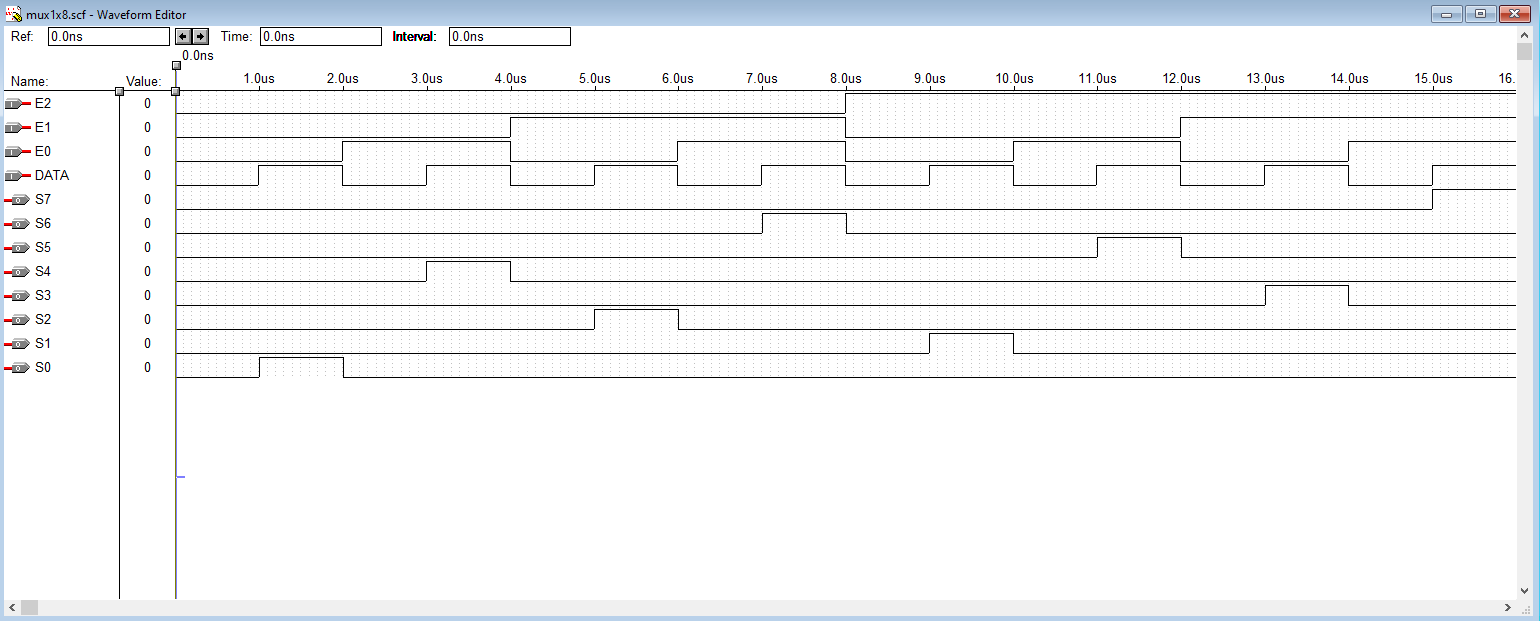 mux1x8.scf - Waveform Editor
Ref: 0.0ns Time: 0.0ns Interval: 0.0ns
0.0ns
Name: Value: 1.0us 2.0us 3.0us 4.0us 5.0us 6.0us 7.0us 8.0us 9.0us 10.0us 11.0us 12.0us 13.0us 14.0us 15.0us 16.
E2 0
E1 0
E0 0
DATA 0
S7 0
S6 0
S5 0
S4 0
S3 0
S2 0
S1 0
S0 0